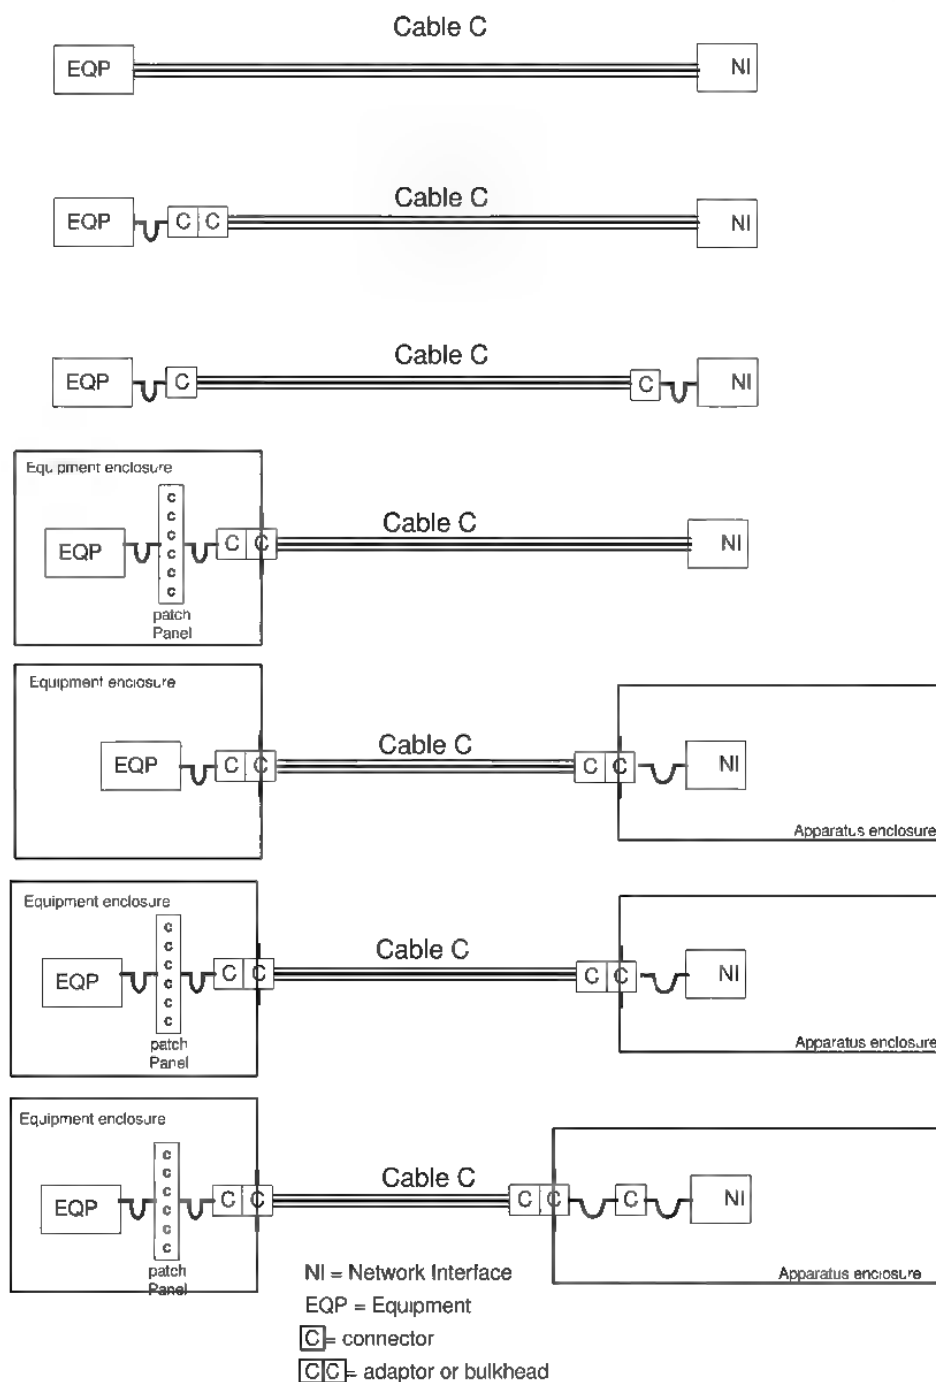 Cable C
EQP NI
Cable C
EQP C C NI
Cable C
EQP C C NI
Equipment enclosure
Cable C
EQP c c c c c c C C NI
patch
Panel
Equipment enclosure
Cable C
EQP C C C C NI
Apparatus enclosure
Equipment enclosure
Cable C
EQP c c c c c c C C C C NI
patch
Panel
Apparatus enclosure
Equipment enclosure
Cable C
EQP c c c c c c C C C C C NI
patch
Panel
Apparatus enclosure
NI = Network Interface
EQP = Equipment
C = connector
C C = adaptor or bulkhead